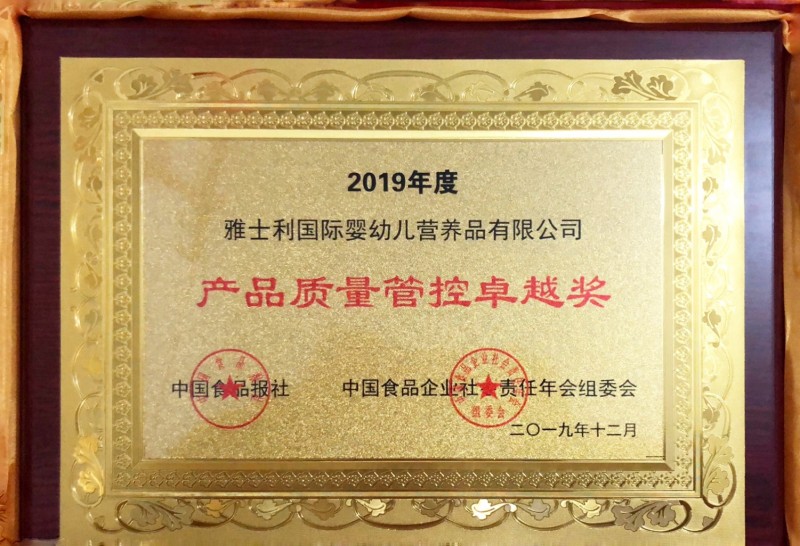 2019年度
雅士利国际婴幼儿营养品有限公司
产品质量管控卓越奖
中国食品报社 中国食品企业社会责任年会组委会
组委会
二〇一九年十二月